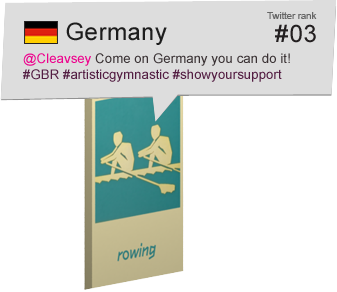 Twitter rank
Germany #03
@Cleavsey Come on Germany you can do it!
#GBR #artisticgymnastic #showyoursupport
rowing